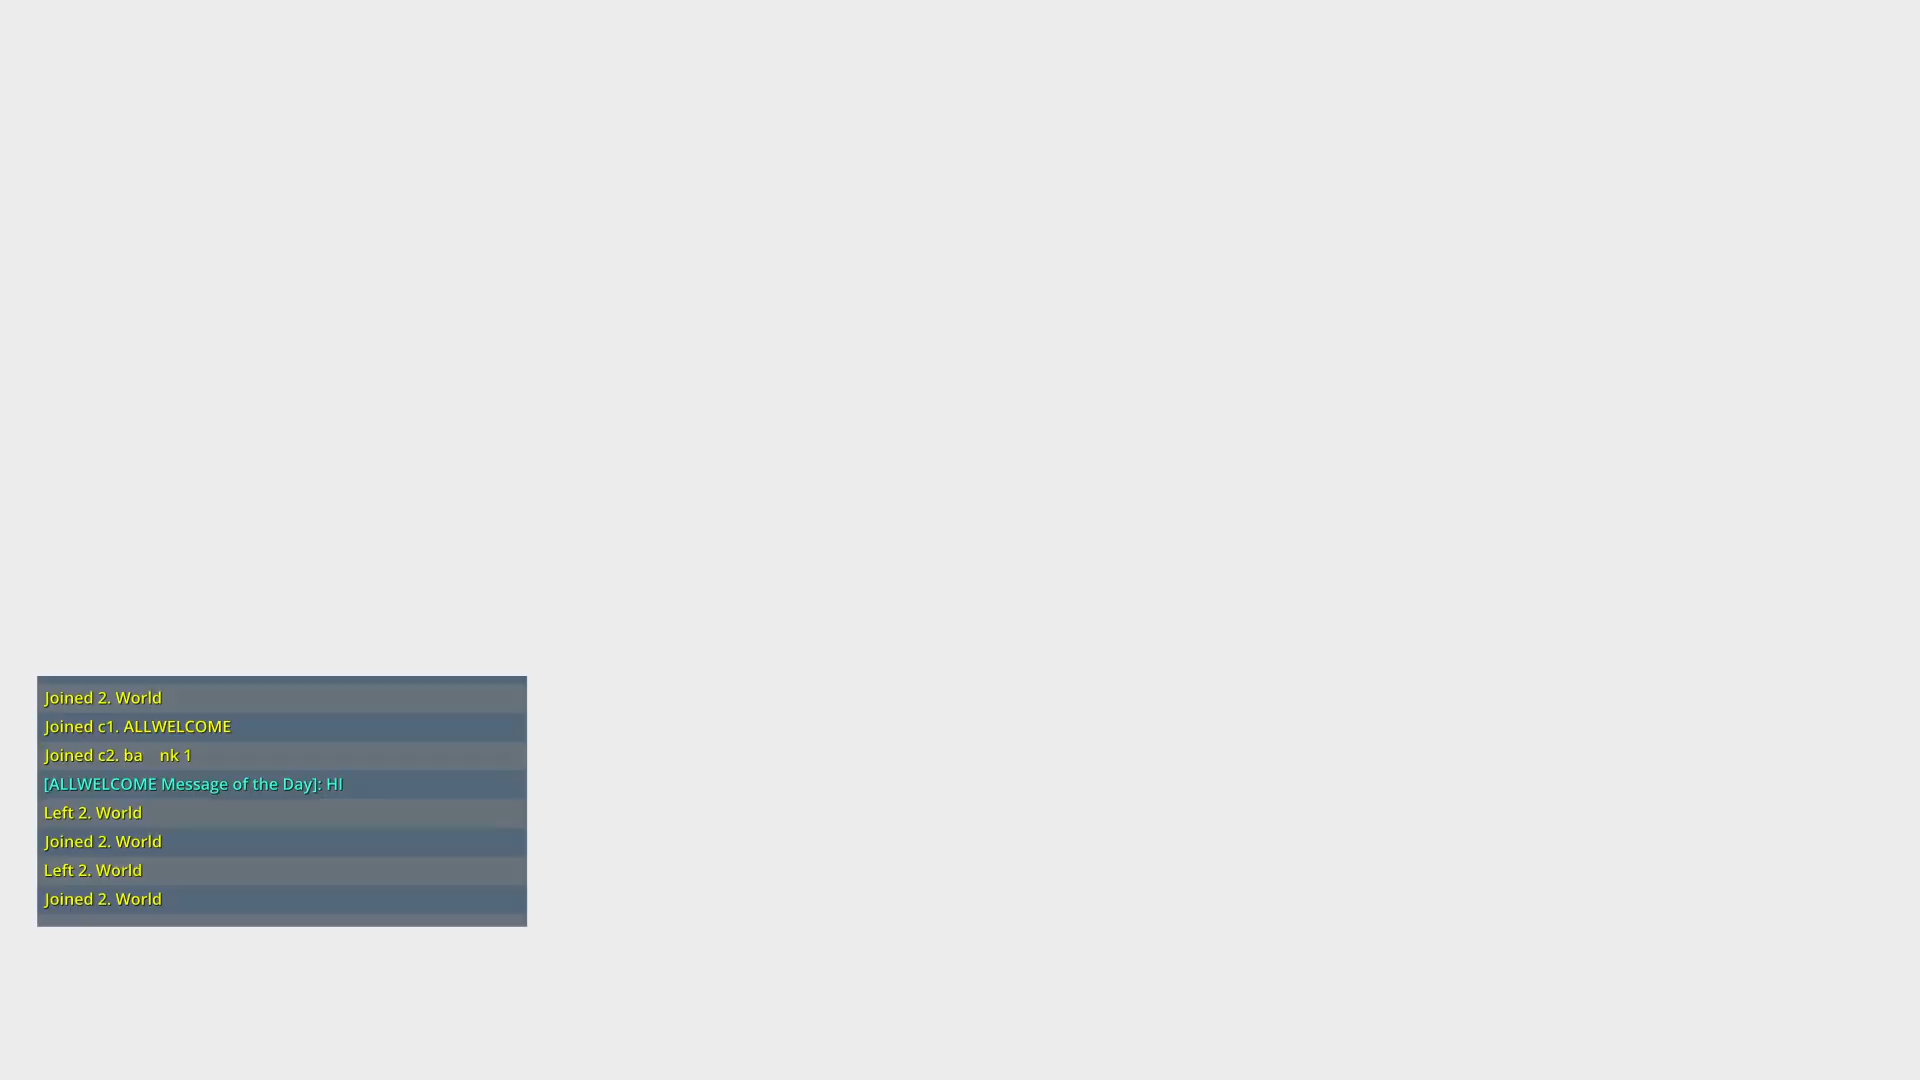 Joined 2. World
Joined c1. ALLWELCOME
Joined c2. ba    nk 1
[ALLWELCOME Message of the Day]: HI
Left 2. World
Joined 2. World
Left 2. World
Joined 2. World